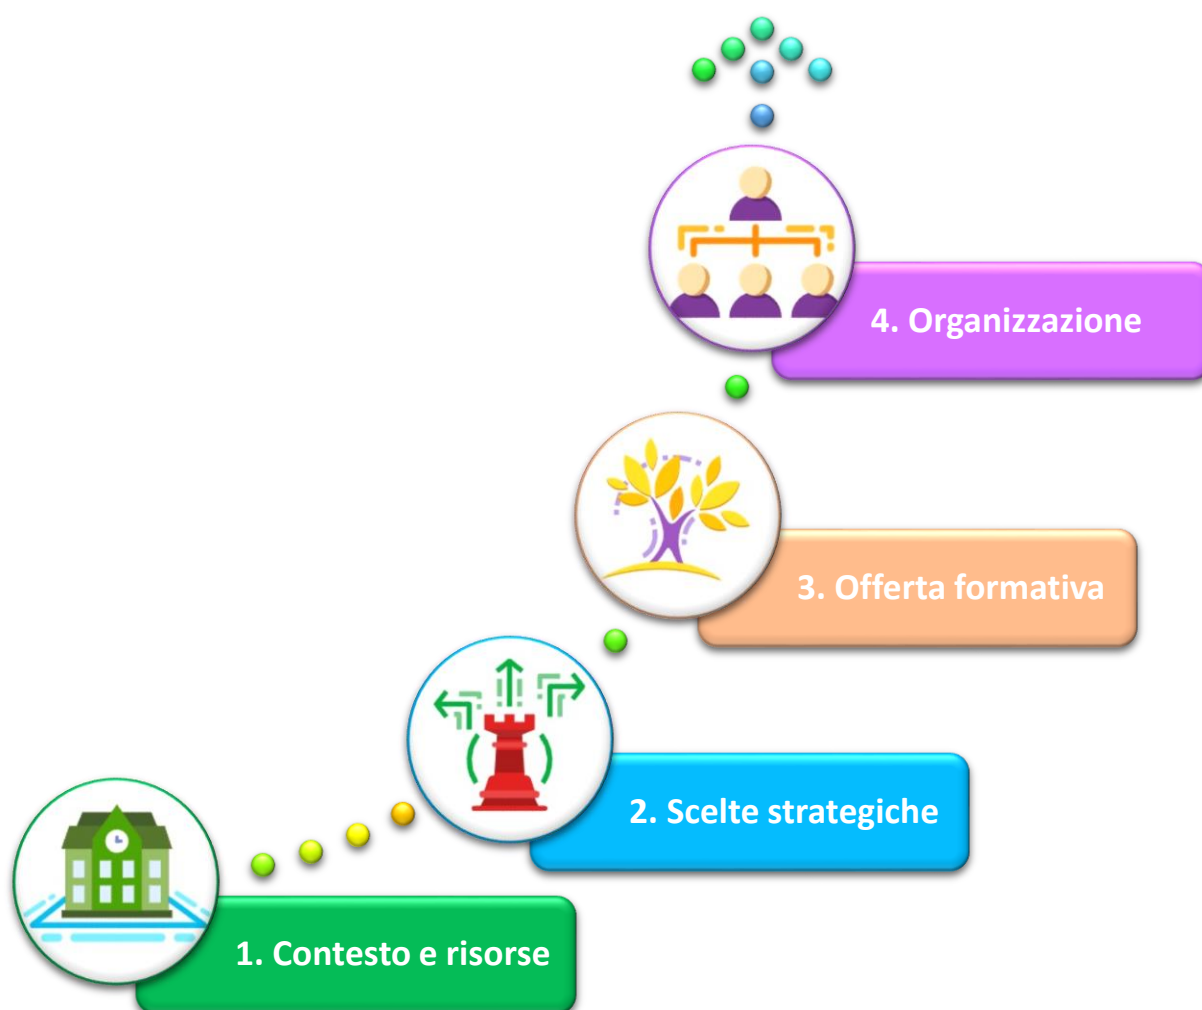 4. Organizzazione
3. Offerta formativa
2. Scelte strategiche
1. Contesto e risorse